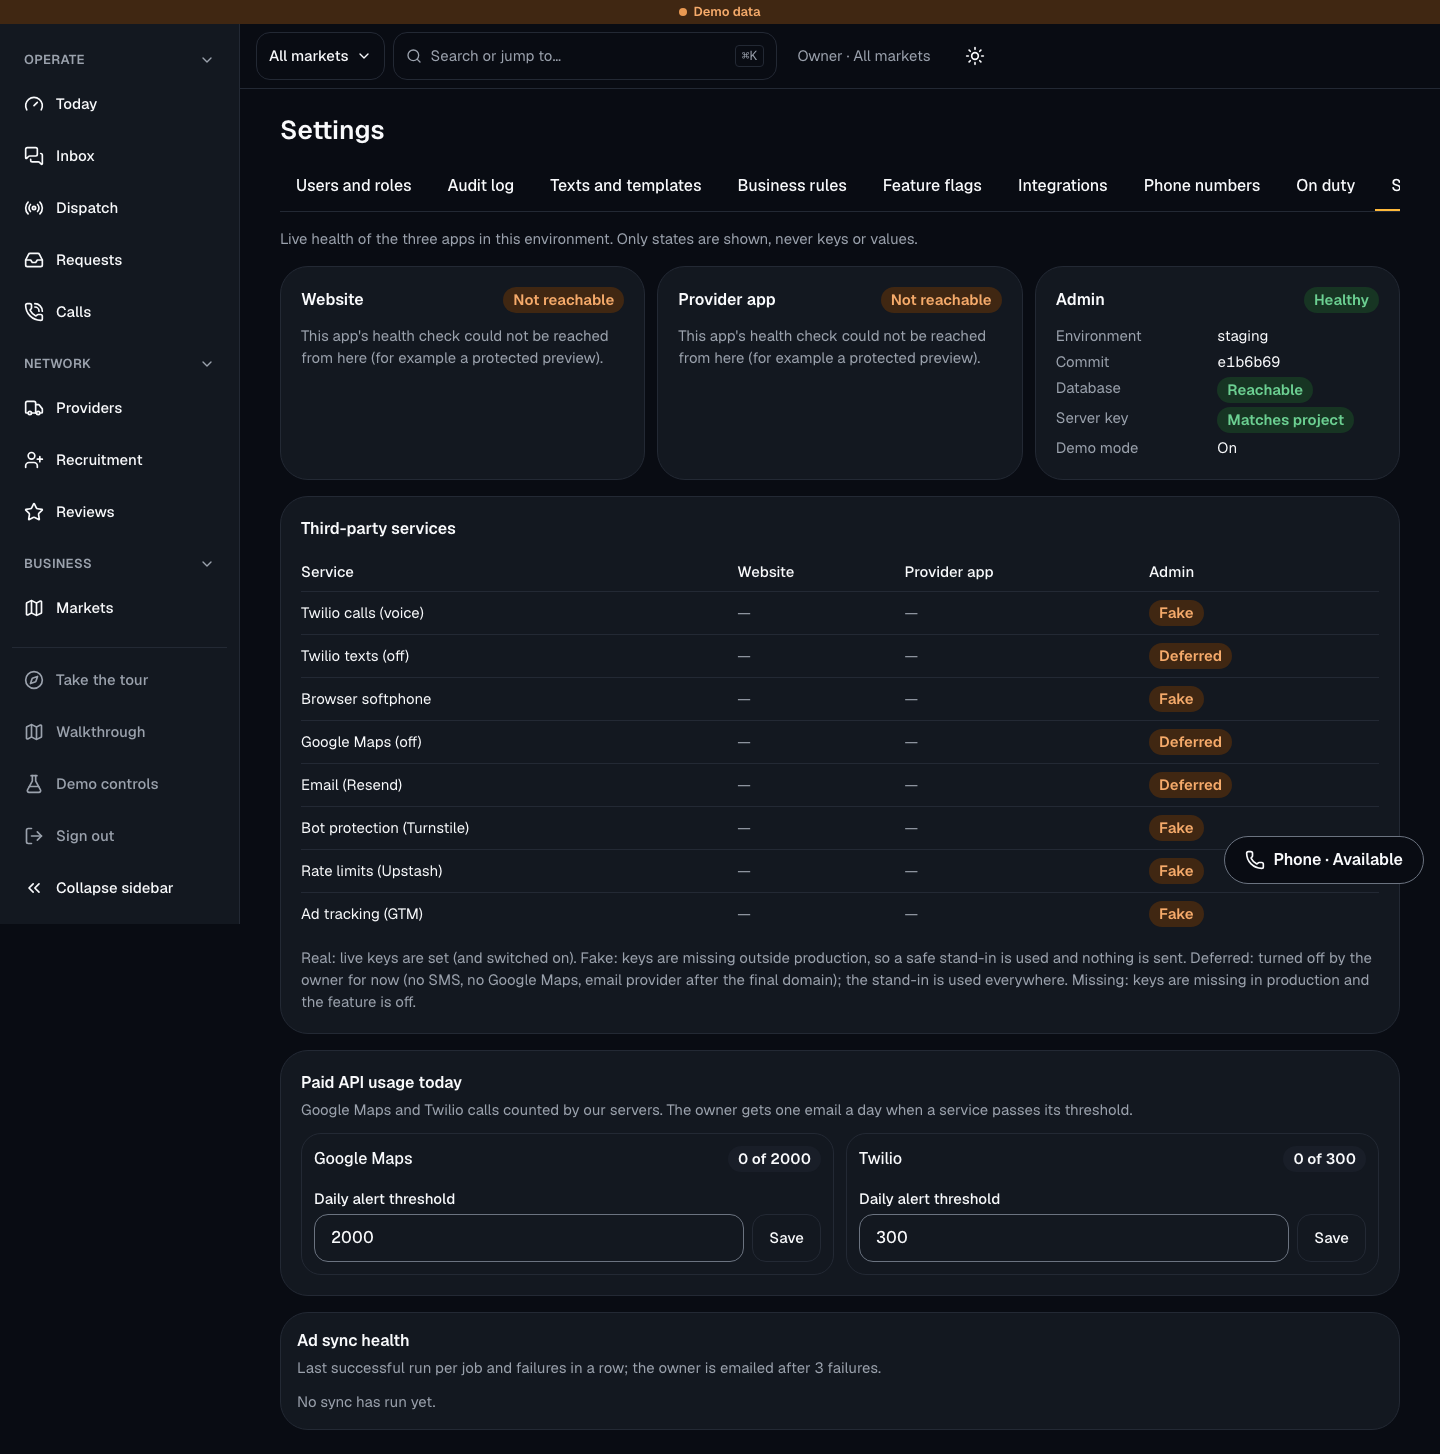 Demo data
OPERATE
Today
Inbox
Dispatch
Requests
Calls
NETWORK
Providers
Recruitment
Reviews
BUSINESS
Markets
Take the tour
Walkthrough
Demo controls
Sign out
Collapse sidebar
All markets
Search or jump to...
⌘K
Owner · All markets
Settings
Users and roles
Audit log
Texts and templates
Business rules
Feature flags
Integrations
Phone numbers
On duty
S
Live health of the three apps in this environment. Only states are shown, never keys or values.
Website
Not reachable
This app's health check could not be reached
from here (for example a protected preview).
Provider app
Not reachable
This app's health check could not be reached
from here (for example a protected preview).
Admin
Healthy
Environment staging
Commit e1b6b69
Database Reachable
Server key Matches project
Demo mode On
Third-party services
Service Website Provider app Admin
Twilio calls (voice) — — Fake
Twilio texts (off) — — Deferred
Browser softphone — — Fake
Google Maps (off) — — Deferred
Email (Resend) — — Deferred
Bot protection (Turnstile) — — Fake
Rate limits (Upstash) — — Fake
Ad tracking (GTM) — — Fake
Phone · Available
Real: live keys are set (and switched on). Fake: keys are missing outside production, so a safe stand-in is used and nothing is sent. Deferred: turned off by the
owner for now (no SMS, no Google Maps, email provider after the final domain); the stand-in is used everywhere. Missing: keys are missing in production and
the feature is off.
Paid API usage today
Google Maps and Twilio calls counted by our servers. The owner gets one email a day when a service passes its threshold.
Google Maps
0 of 2000
Daily alert threshold
2000
Save
Twilio
0 of 300
Daily alert threshold
300
Save
Ad sync health
Last successful run per job and failures in a row; the owner is emailed after 3 failures.
No sync has run yet.